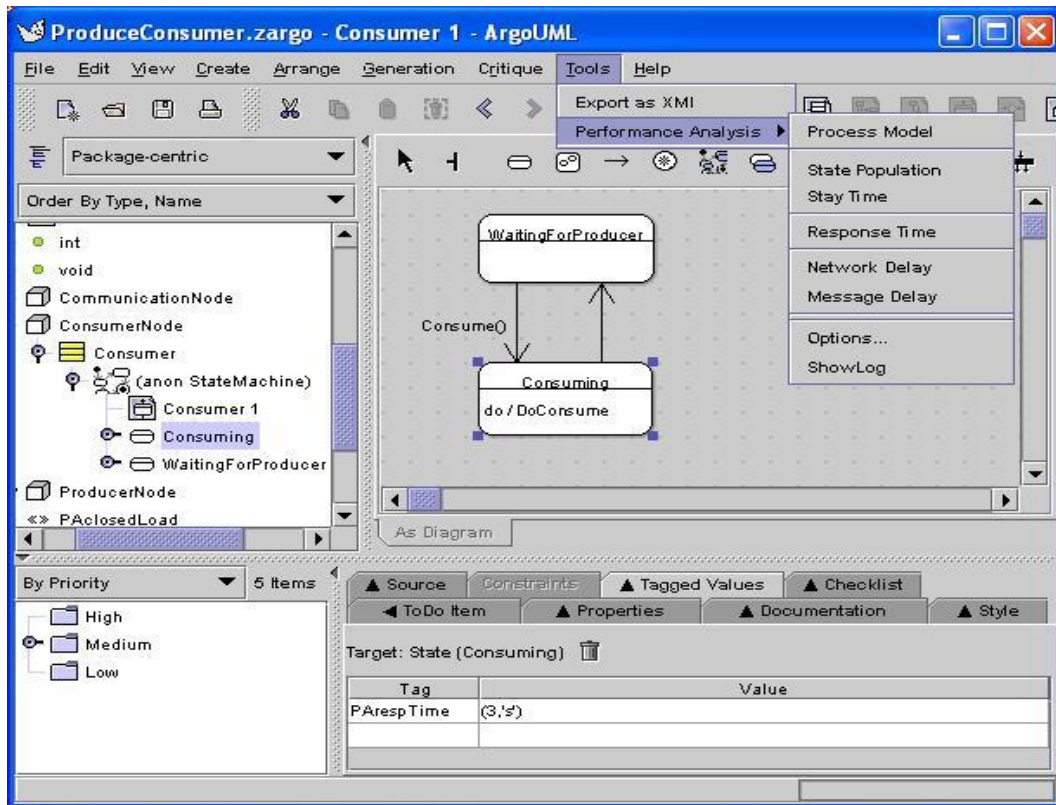 ProduceConsumer.zargo - Consumer 1 - ArgoUML
File Edit View Create Arrange Generation Critique Tools Help
Export as XMI
Performance Analysis
Process Model
State Population
Stay Time
Response Time
Network Delay
Message Delay
Options...
ShowLog
Package-centric
Order By Type, Name
int
void
CommunicationNode
ConsumerNode
Consumer
(anon StateMachine)
Consumer 1
Consuming
WaitingForProducer
ProducerNode
«» PAclosedLoad
WaitingForProducer
Consume()
Consuming
do / DoConsume
As Diagram
By Priority 5 Items
High
Medium
Low
Source Constraints Tagged Values Checklist
ToDo Item Properties Documentation Style
Target: State (Consuming)
Tag Value
PArespTime (3,'s')